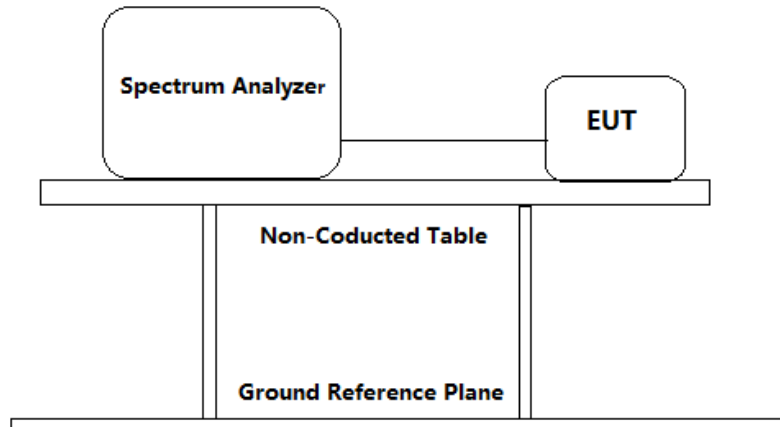 Spectrum Analyzer
EUT
Non-Coducted Table
Ground Reference Plane